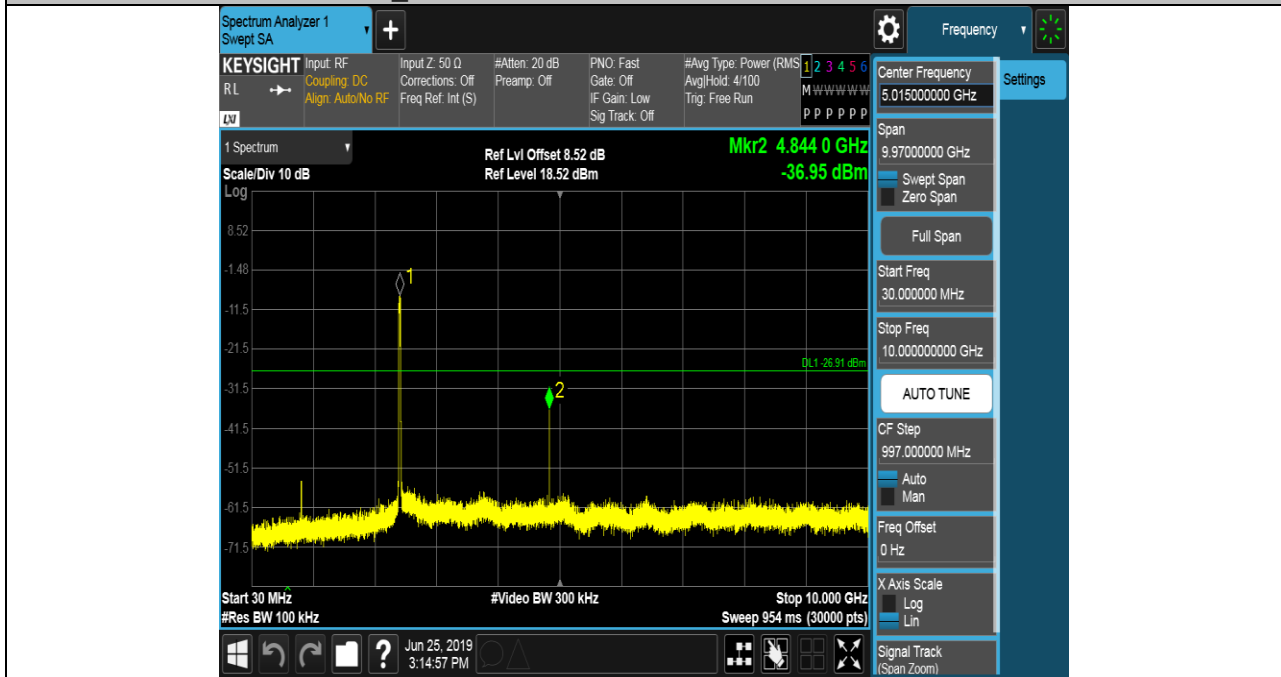 Spectrum Analyzer 1
Swept SA
+
Frequency
KEYSIGHT
RL
LXI
Input: RF
Coupling: DC
Align: Auto/No RF
Input Z: 50 Ω
Corrections: Off
Freq Ref: Int (S)
#Atten: 20 dB
Preamp: Off
PNO: Fast
Gate: Off
IF Gain: Low
Sig Track: Off
#Avg Type: Power (RMS
Avg|Hold: 4/100
Trig: Free Run
1 2 3 4 5 6
M W W W W W
P P P P P P
1 Spectrum
Scale/Div 10 dB
Ref Lvl Offset 8.52 dB
Ref Level 18.52 dBm
Mkr2 4.844 0 GHz
-36.95 dBm
Log
8.52
-1.48
-11.5
-21.5
-31.5
-41.5
-51.5
-61.5
-71.5
1
2
DL1 -26.91 dBm
Start 30 MHz
#Res BW 100 kHz
#Video BW 300 kHz
Stop 10.000 GHz
Sweep 954 ms (30000 pts)
?
Jun 25, 2019
3:14:57 PM
Center Frequency
5.015000000 GHz
Settings
Span
9.97000000 GHz
Swept Span
Zero Span
Full Span
Start Freq
30.000000 MHz
Stop Freq
10.000000000 GHz
AUTO TUNE
CF Step
997.000000 MHz
Auto
Man
Freq Offset
0 Hz
X Axis Scale
Log
Lin
Signal Track
(Span Zoom)